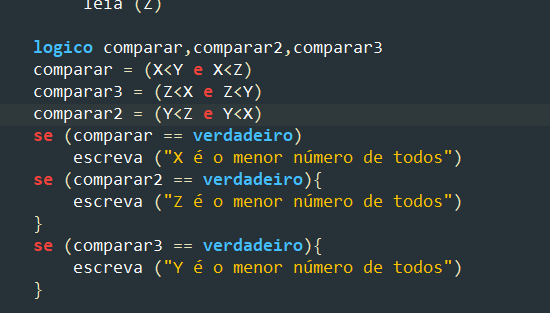 leia (Z)
logico comparar,comparar2,comparar3
comparar = (X<Y e X<Z)
comparar3 = (Z<X e Z<Y)
comparar2 = (Y<Z e Y<X)
se (comparar == verdadeiro)
escreva ("X é o menor número de todos")
se (comparar2 == verdadeiro){
escreva ("Z é o menor número de todos")
}
se (comparar3 == verdadeiro){
escreva ("Y é o menor número de todos")
}